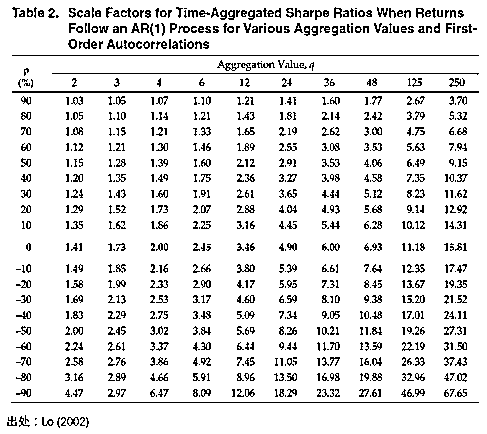 Table 2. Scale Factors for Time-Aggregated Sharpe Ratios When Returns
Follow an AR(1) Process for Various Aggregation Values and First-
Order Autocorrelations
Aggregation Value, q
ρ
(%) 2 3 4 6 12 24 36 48 125 250
90 1.03 1.05 1.07 1.10 1.21 1.41 1.60 1.77 2.67 3.70
80 1.05 1.10 1.14 1.21 1.43 1.81 2.14 2.42 3.79 5.32
70 1.08 1.15 1.21 1.33 1.65 2.19 2.62 3.00 4.75 6.68
60 1.12 1.21 1.30 1.46 1.89 2.55 3.08 3.53 5.63 7.94
50 1.15 1.28 1.39 1.60 2.12 2.91 3.53 4.06 6.49 9.15
40 1.20 1.35 1.49 1.75 2.36 3.27 3.98 4.58 7.35 10.37
30 1.24 1.43 1.60 1.91 2.61 3.65 4.44 5.12 8.23 11.62
20 1.29 1.52 1.73 2.07 2.88 4.04 4.93 5.68 9.14 12.92
10 1.35 1.62 1.86 2.25 3.16 4.45 5.44 6.28 10.12 14.31
0 1.41 1.73 2.00 2.45 3.46 4.90 6.00 6.93 11.18 15.81
−10 1.49 1.85 2.16 2.66 3.80 5.39 6.61 7.64 12.35 17.47
−20 1.58 1.99 2.33 2.90 4.17 5.95 7.31 8.45 13.67 19.35
−30 1.69 2.13 2.53 3.17 4.60 6.59 8.10 9.38 15.20 21.52
−40 1.83 2.29 2.75 3.48 5.09 7.34 9.05 10.48 17.01 24.11
−50 2.00 2.45 3.02 3.84 5.69 8.26 10.21 11.84 19.26 27.31
−60 2.24 2.61 3.37 4.30 6.44 9.44 11.70 13.59 22.19 31.50
−70 2.58 2.76 3.86 4.92 7.45 11.05 13.77 16.04 26.33 37.43
−80 3.16 2.89 4.66 5.91 8.96 13.50 16.98 19.88 32.96 47.02
−90 4.47 2.97 6.47 8.09 12.06 18.29 23.32 27.61 46.99 67.65
出处：Lo (2002)